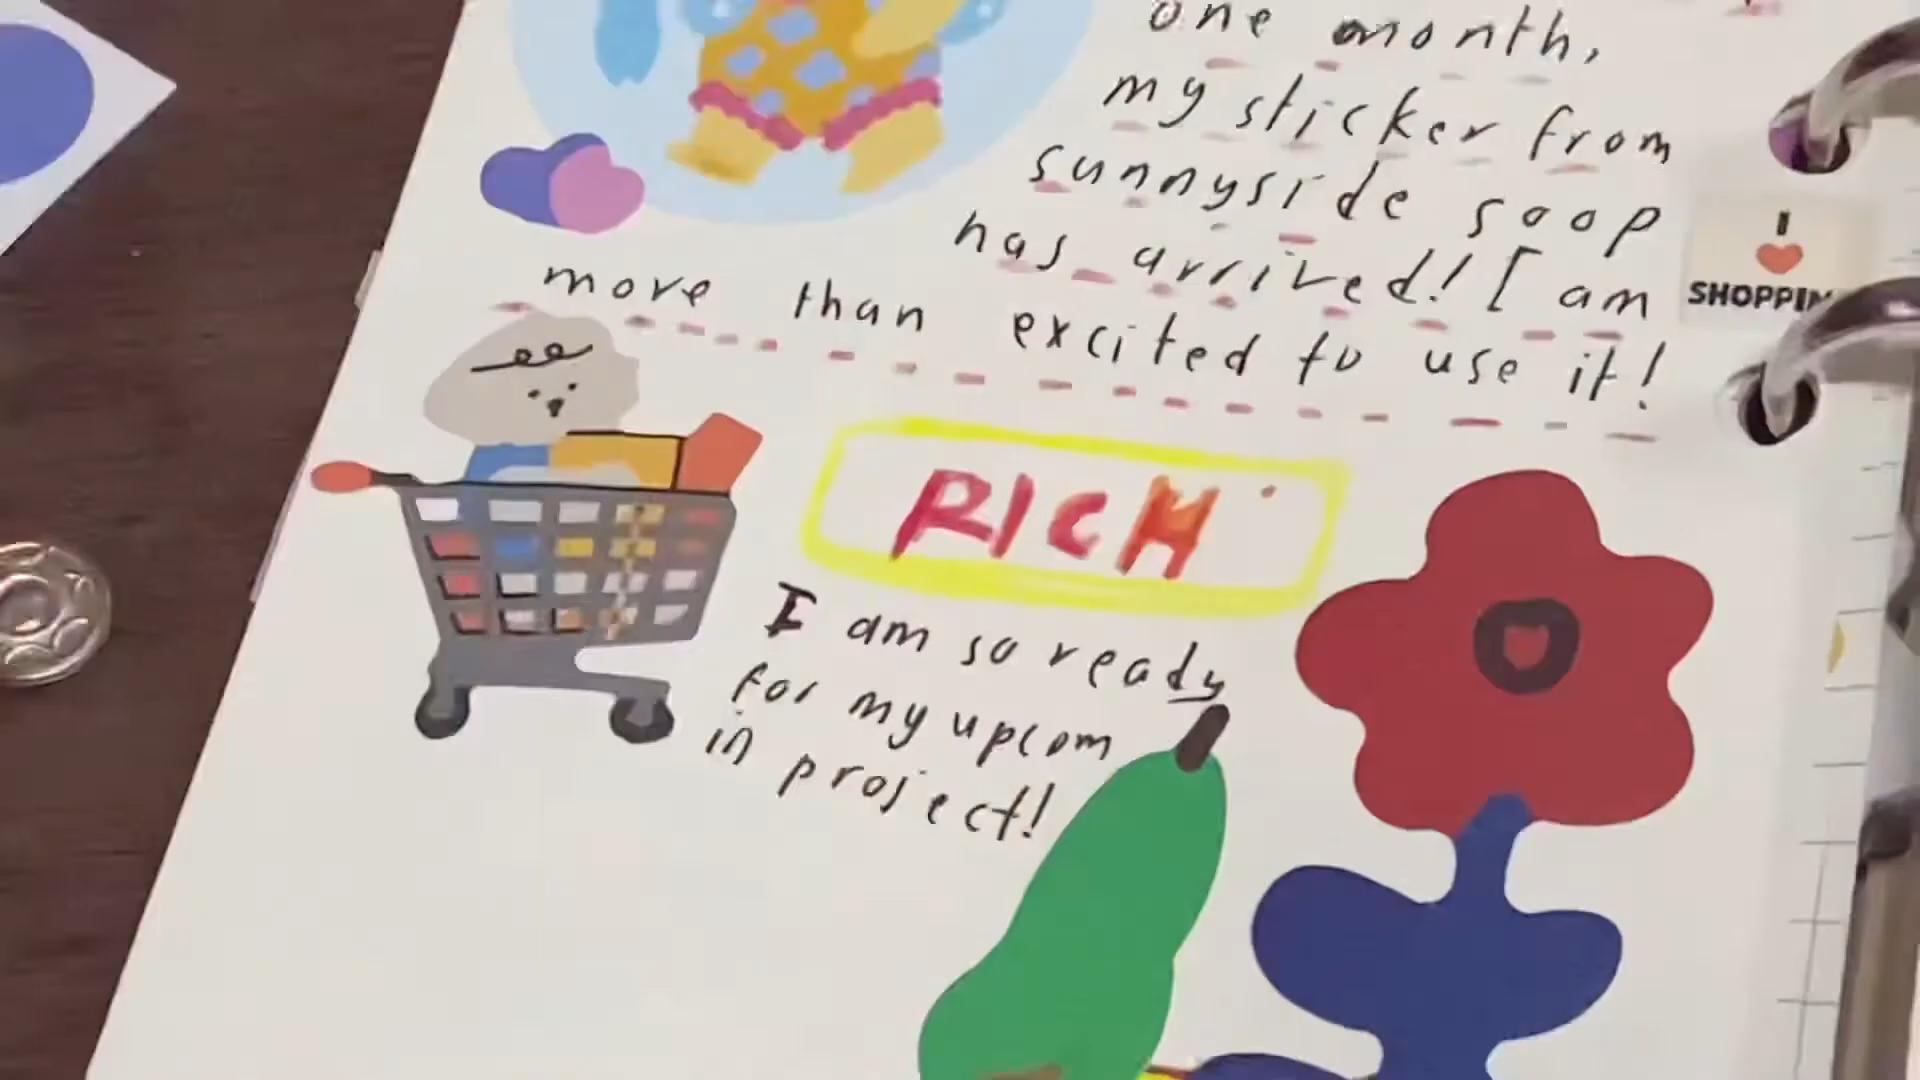 one month,
my sticker from
sunnyside soop
has arrived! I am
more than excited to use it!
I
SHOPPIN
RICH
I am so ready
for my upcom
in project!